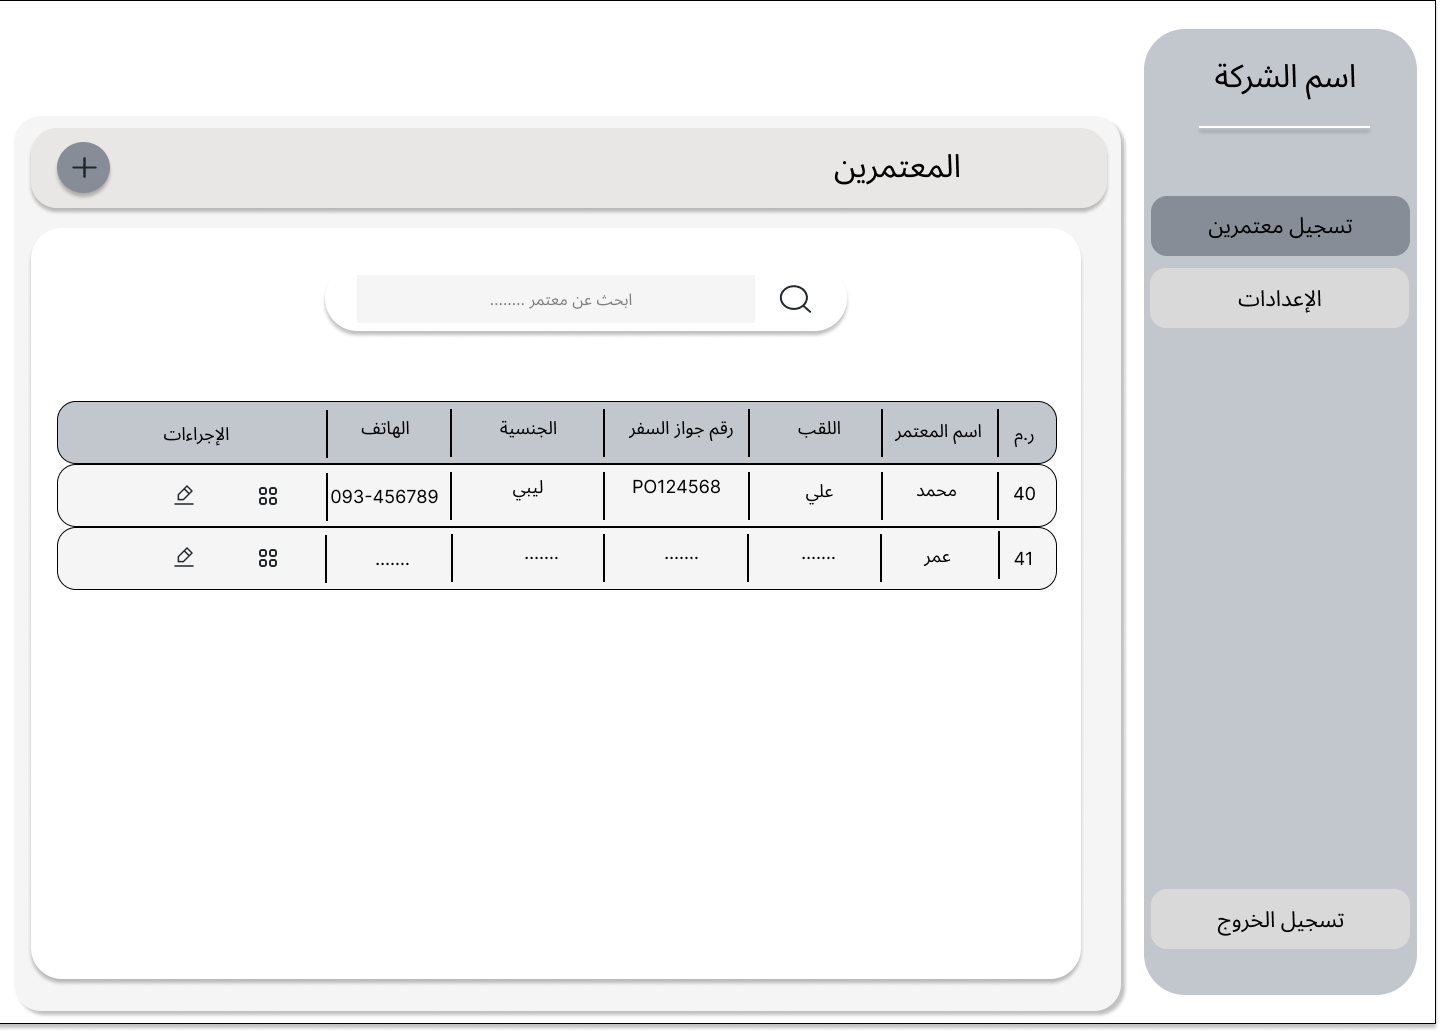 اسم الشركة
تسجيل معتمرين
الإعدادات
تسجيل الخروج
المعتمرين
ابحث عن معتمر ........
ر.م اسم المعتمر اللقب رقم جواز السفر الجنسية الهاتف الإجراءات
40 محمد علي PO124568 ليبي 093-456789
41 عمر ....... ....... ....... .......